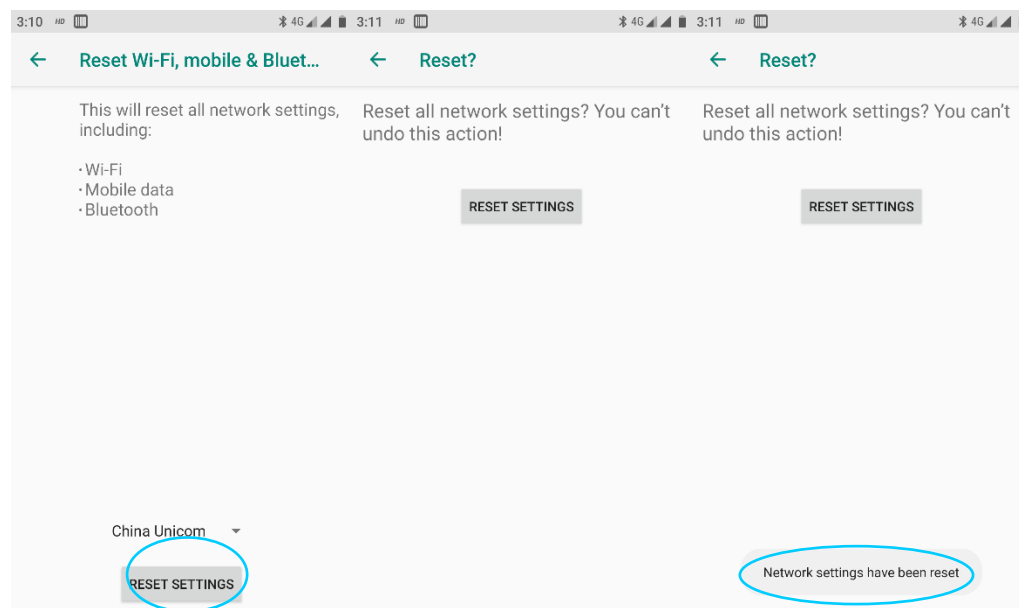 3:10 HD 4G
Reset Wi-Fi, mobile & Bluet...
This will reset all network settings,
including:
·Wi-Fi
·Mobile data
·Bluetooth
China Unicom
RESET SETTINGS
3:11 HD 4G
Reset?
Reset all network settings? You can't
undo this action!
RESET SETTINGS
3:11 HD 4G
Reset?
Reset all network settings? You can't
undo this action!
RESET SETTINGS
Network settings have been reset